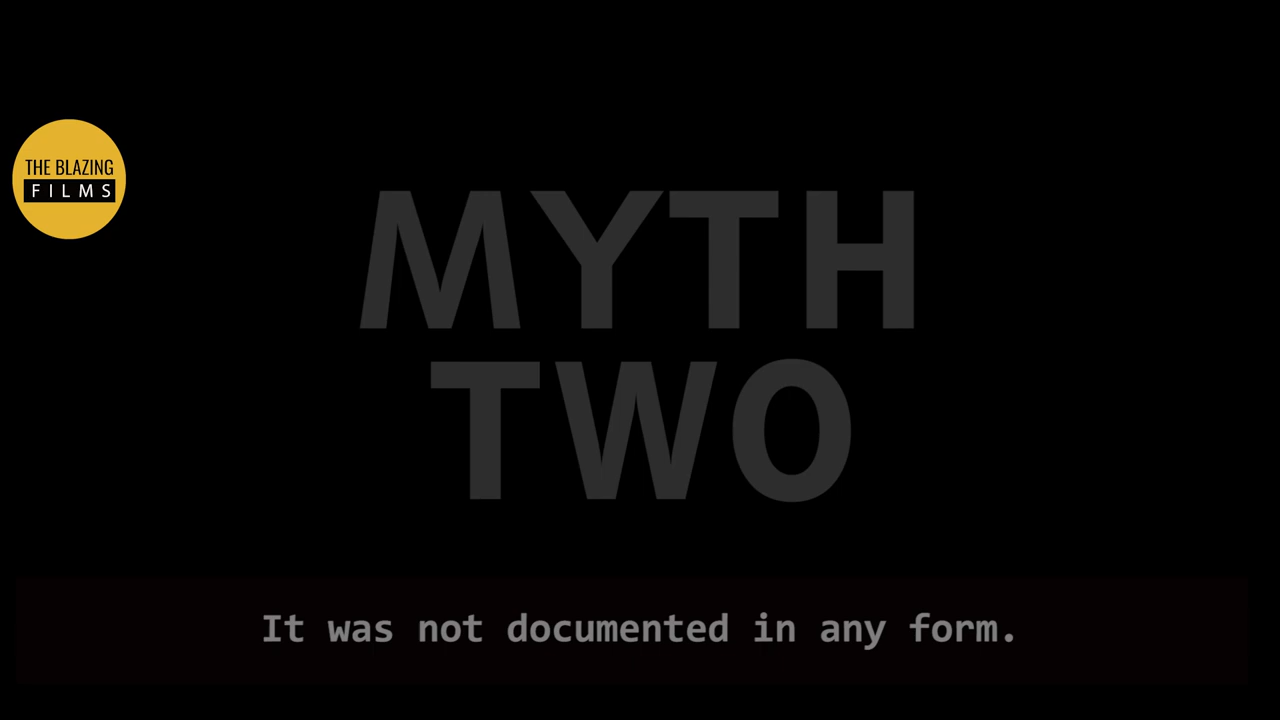 THE BLAZING
FILMS
MYTH
TWO
It was not documented in any form.